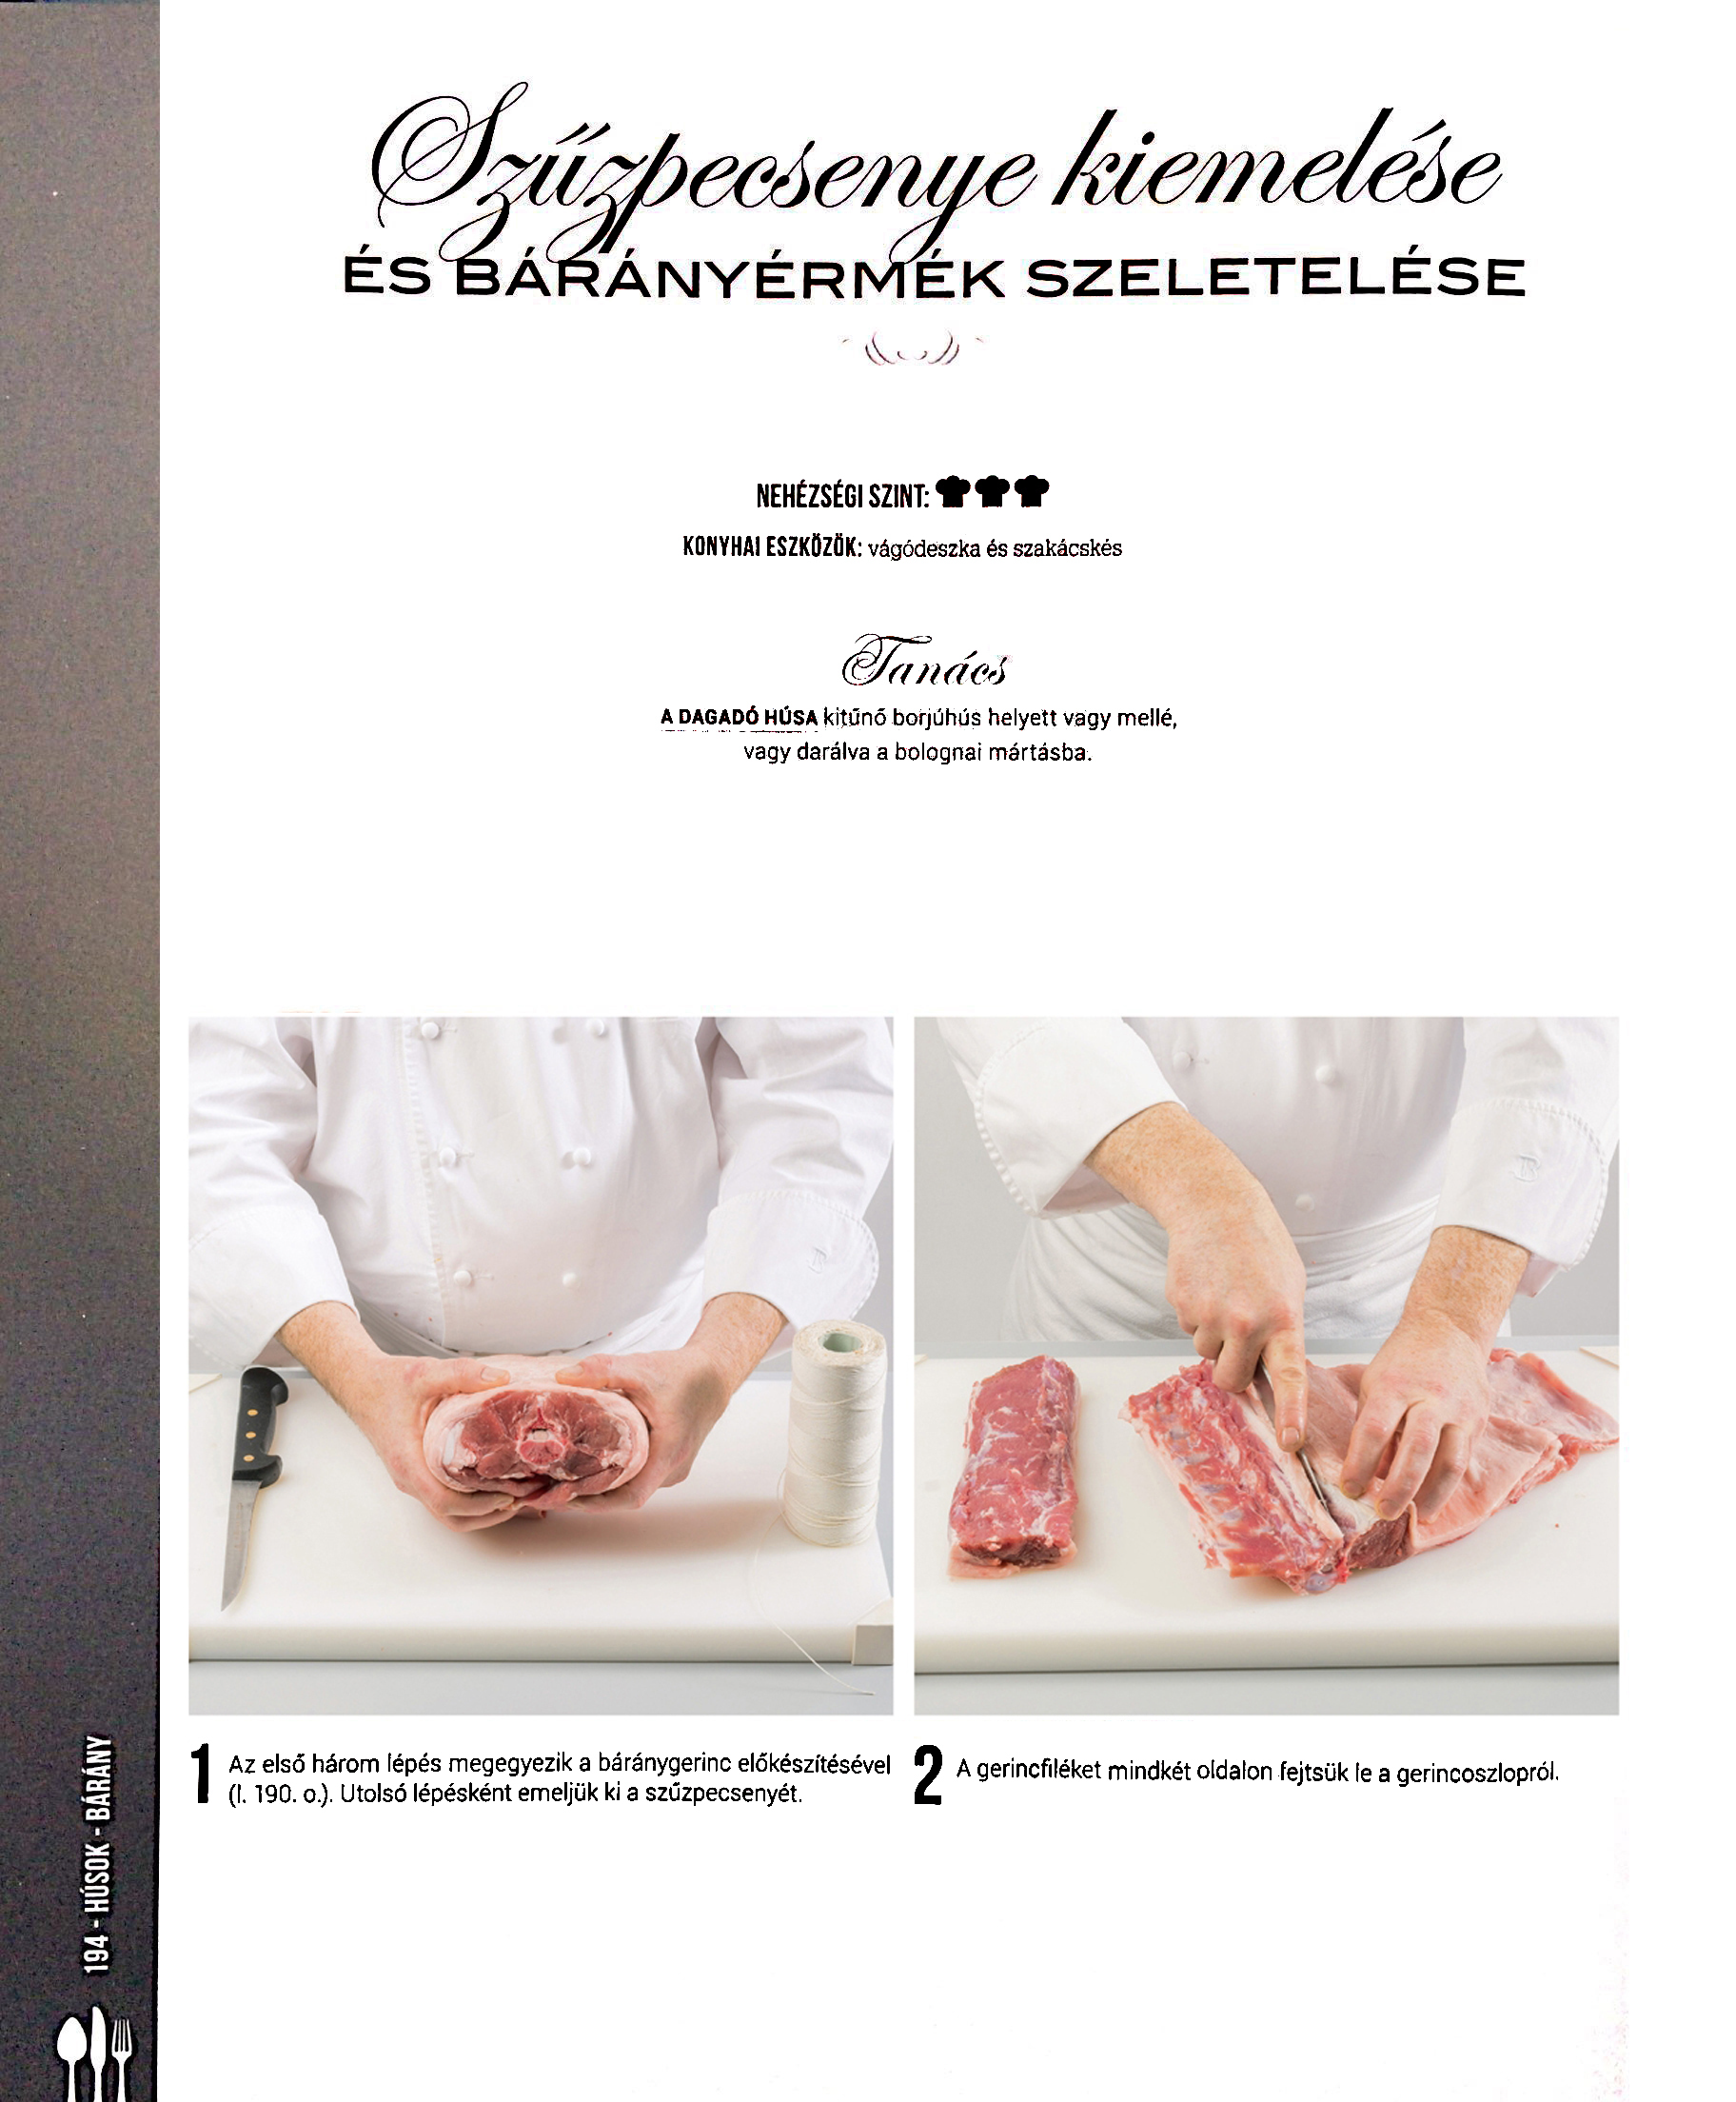 Szűzpecsenye kiemelése
ÉS BÁRÁNYÉRMÉK SZELETELÉSE
NEHÉZSÉGI SZINT:
KONYHAI ESZKÖZÖK: vágódeszka és szakácskés
Tanács
A DAGADÓ HÚSA kitűnő borjúhús helyett vagy mellé,
vagy darálva a bolognai mártásba.
1 Az első három lépés megegyezik a báránygerinc előkészítésével
(l. 190. o.). Utolsó lépésként emeljük ki a szűzpecsenyét.
2 A gerincfiléket mindkét oldalon fejtsük le a gerincoszlopról.
194 - HÚSOK - BÁRÁNY